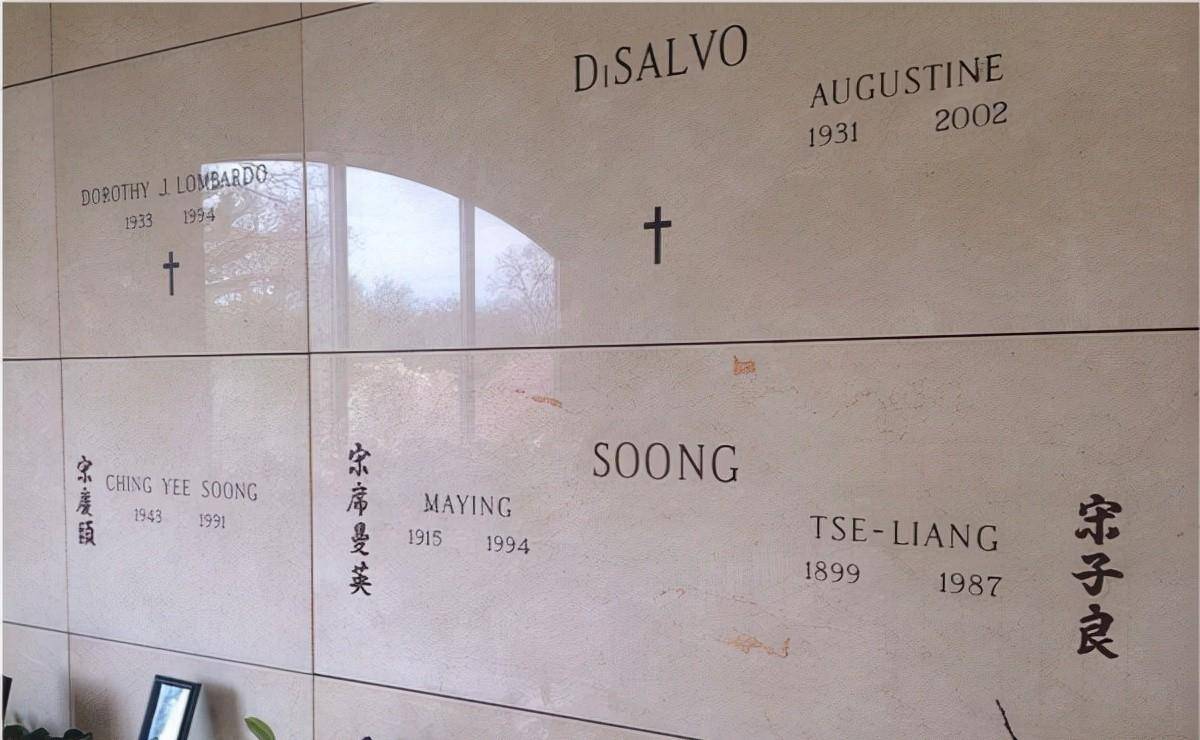 DiSALVO
AUGUSTINE
1931 2002
DOROTHY J. LOMBARDO
1933 1994
宋慶頤
CHING YEE SOONG
1943 1991
宋席曼英
SOONG
MAYING
1915 1994
TSE-LIANG
1899 1987
宋子良